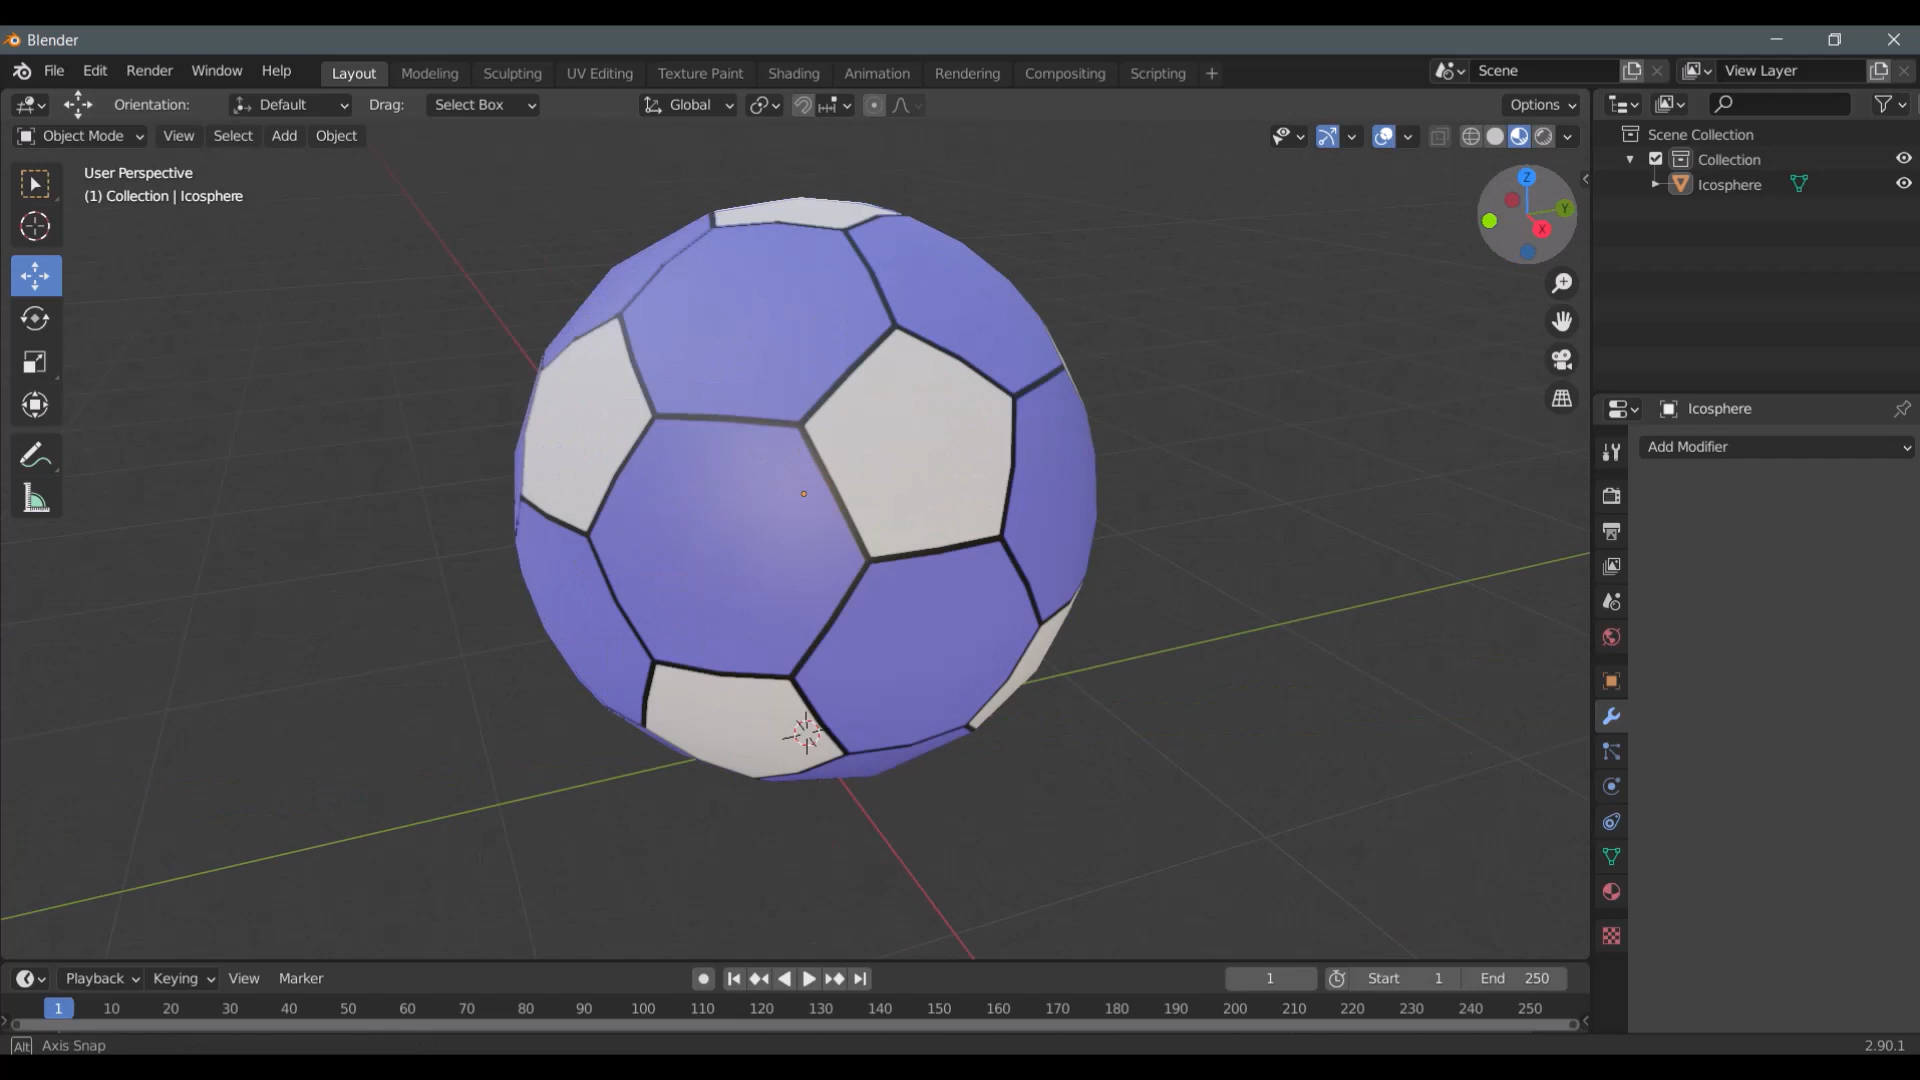 Blender
File Edit Render Window Help Layout Modeling Sculpting UV Editing Texture Paint Shading Animation Rendering Compositing Scripting + Scene View Layer
Orientation: Default Drag: Select Box Global Options
Object Mode View Select Add Object
User Perspective
(1) Collection | Icosphere
Z
Y
X
Scene Collection
Collection
Icosphere
Icosphere
Add Modifier
Playback Keying View Marker 1 Start 1 End 250
1 10 20 30 40 50 60 70 80 90 100 110 120 130 140 150 160 170 180 190 200 210 220 230 240 250
Alt Axis Snap 2.90.1